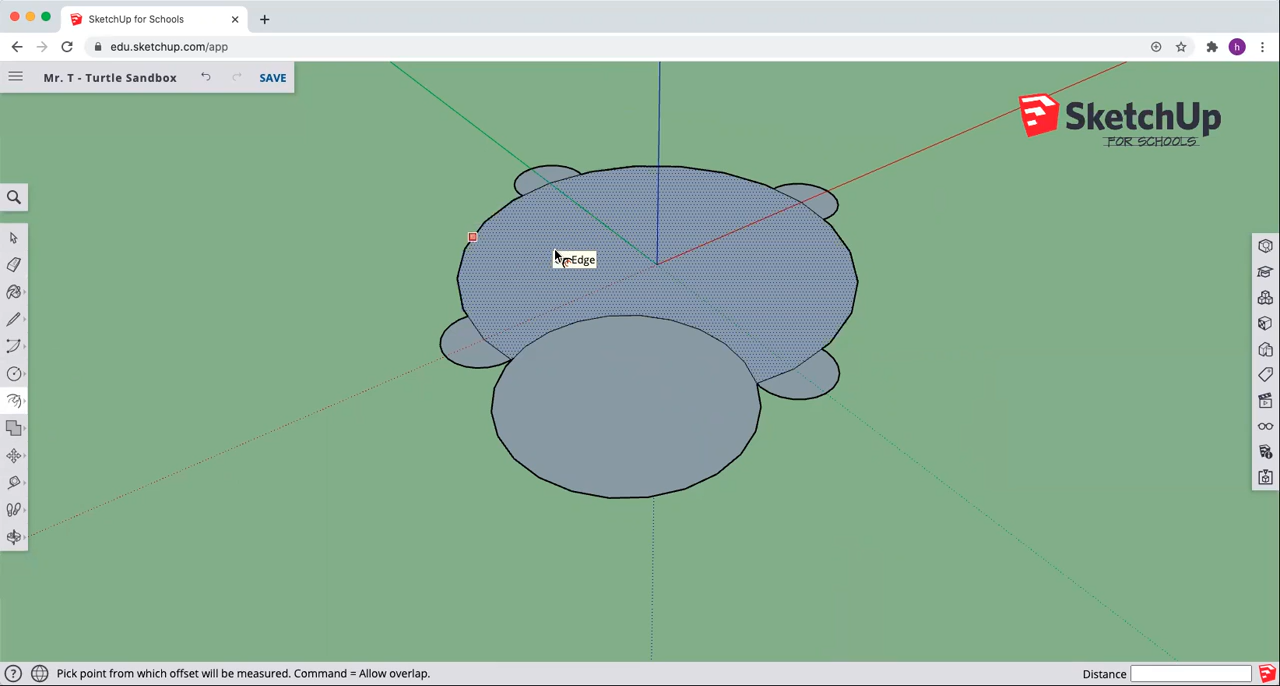 SketchUp for Schools
edu.sketchup.com/app
h
Mr. T - Turtle Sandbox
SAVE
SketchUp
FOR SCHOOLS
Edge
Pick point from which offset will be measured. Command = Allow overlap.
Distance